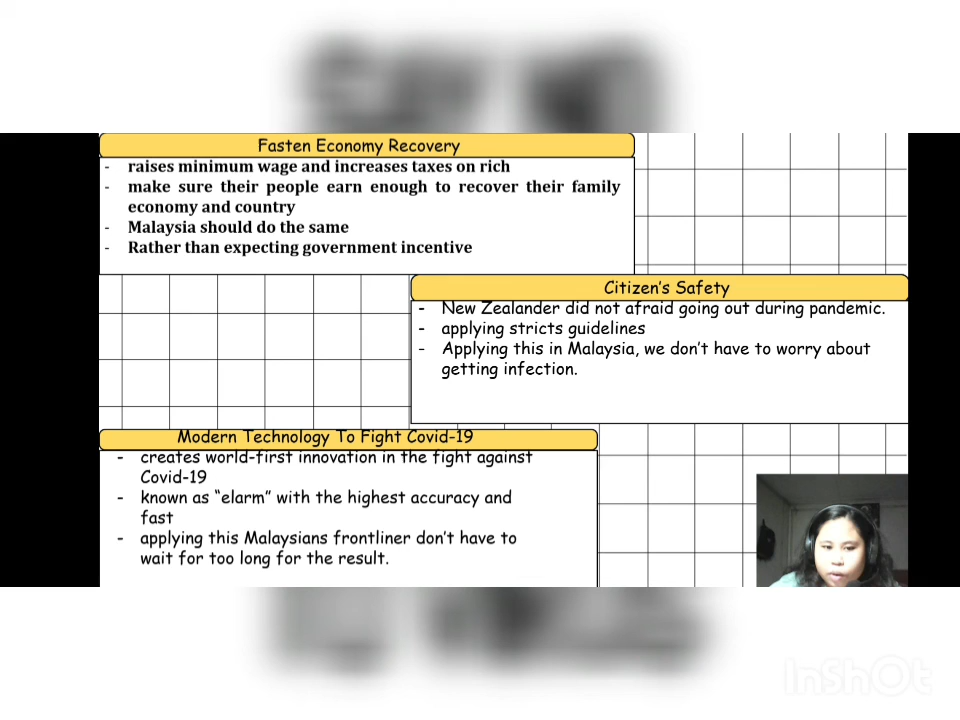 Fasten Economy Recovery
- raises minimum wage and increases taxes on rich
- make sure their people earn enough to recover their family
economy and country
- Malaysia should do the same
- Rather than expecting government incentive
Citizen's Safety
- New Zealander did not afraid going out during pandemic.
- applying stricts guidelines
- Applying this in Malaysia, we don't have to worry about
getting infection.
Modern Technology To Fight Covid-19
- creates world-first innovation in the fight against
Covid-19
- known as "elarm" with the highest accuracy and
fast
- applying this Malaysians frontliner don't have to
wait for too long for the result.
InShOt